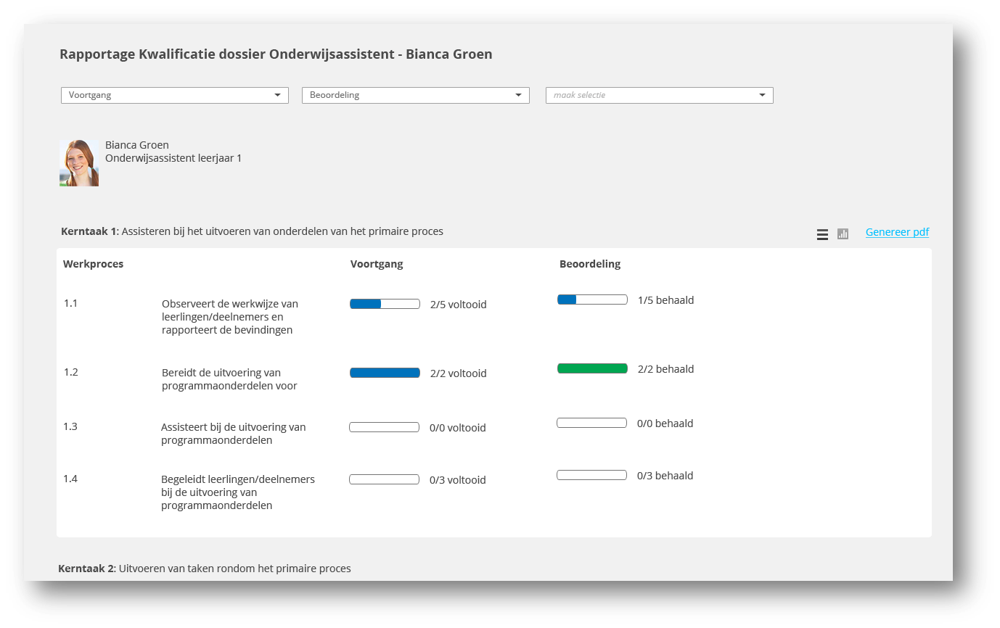 Rapportage Kwalificatie dossier Onderwijsassistent - Bianca Groen
Voortgang
Beoordeling
maak selectie
Bianca Groen
Onderwijsassistent leerjaar 1
Kerntaak 1: Assisteren bij het uitvoeren van onderdelen van het primaire proces
Genereer pdf
Werkproces
Voortgang
Beoordeling
1.1
Observeert de werkwijze van
leerlingen/deelnemers en
rapporteert de bevindingen
2/5 voltooid
1/5 behaald
1.2
Bereidt de uitvoering van
programmaonderdelen voor
2/2 voltooid
2/2 behaald
1.3
Assisteert bij de uitvoering van
programmaonderdelen
0/0 voltooid
0/0 behaald
1.4
Begeleidt leerlingen/deelnemers
bij de uitvoering van
programmaonderdelen
0/3 voltooid
0/3 behaald
Kerntaak 2: Uitvoeren van taken rondom het primaire proces